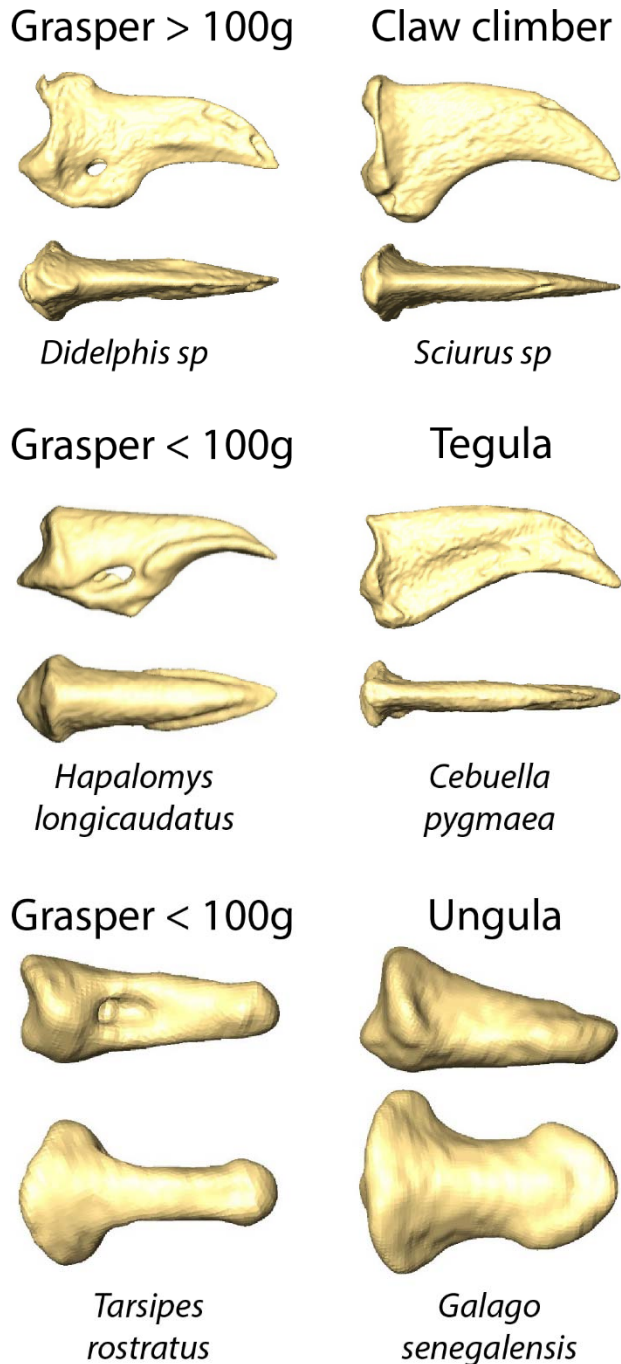 Grasper > 100g
Claw climber
Didelphis sp
Sciurus sp
Grasper < 100g
Tegula
Hapalomys
longicaudatus
Cebuella
pygmaea
Grasper < 100g
Ungula
Tarsipes
rostratus
Galago
senegalensis